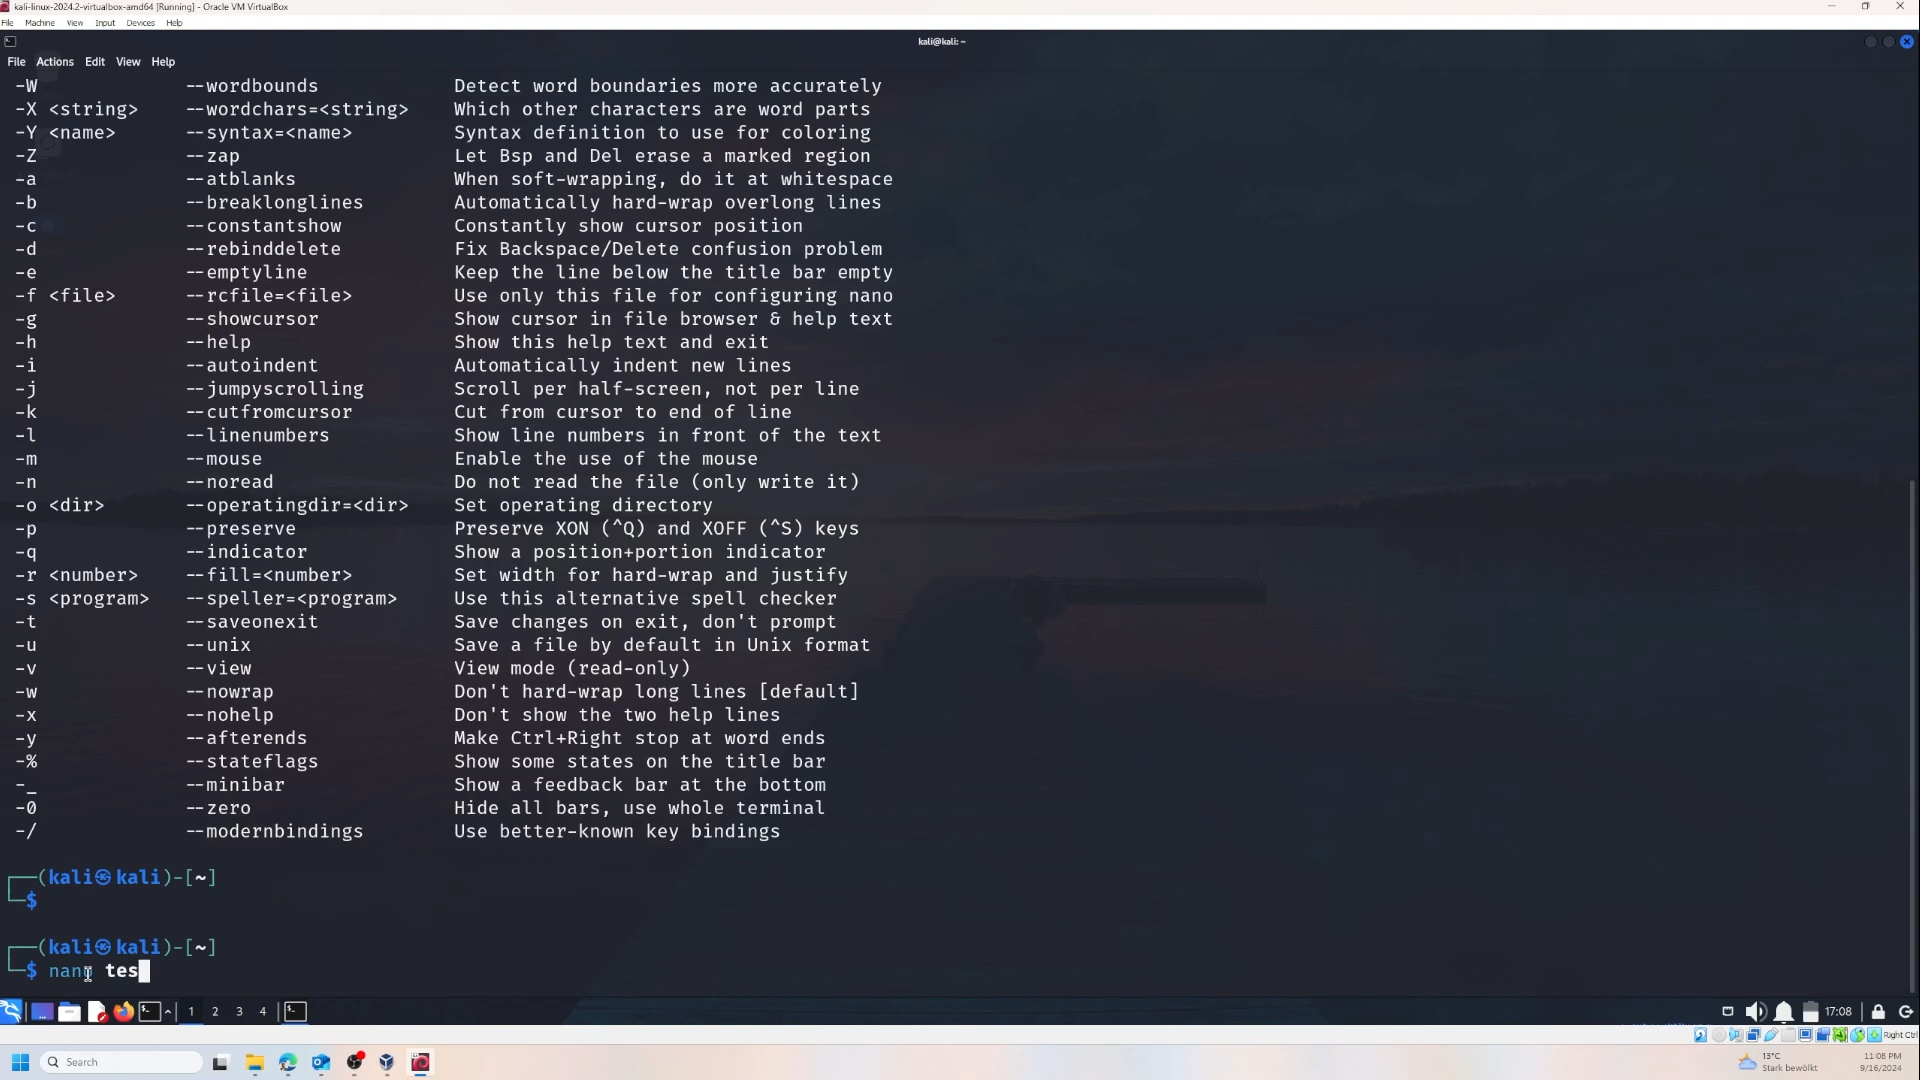 kali-linux-2024.2-virtualbox-amd64 [Running] - Oracle VM VirtualBox
File Machine View Input Devices Help
kali@kali: ~
File Actions Edit View Help
-W --wordbounds Detect word boundaries more accurately
-X <string> --wordchars=<string> Which other characters are word parts
-Y <name> --syntax=<name> Syntax definition to use for coloring
-Z --zap Let Bsp and Del erase a marked region
-a --atblanks When soft-wrapping, do it at whitespace
-b --breaklonglines Automatically hard-wrap overlong lines
-c --constantshow Constantly show cursor position
-d --rebinddelete Fix Backspace/Delete confusion problem
-e --emptyline Keep the line below the title bar empty
-f <file> --rcfile=<file> Use only this file for configuring nano
-g --showcursor Show cursor in file browser & help text
-h --help Show this help text and exit
-i --autoindent Automatically indent new lines
-j --jumpyscrolling Scroll per half-screen, not per line
-k --cutfromcursor Cut from cursor to end of line
-l --linenumbers Show line numbers in front of the text
-m --mouse Enable the use of the mouse
-n --noread Do not read the file (only write it)
-o <dir> --operatingdir=<dir> Set operating directory
-p --preserve Preserve XON (^Q) and XOFF (^S) keys
-q --indicator Show a position+portion indicator
-r <number> --fill=<number> Set width for hard-wrap and justify
-s <program> --speller=<program> Use this alternative spell checker
-t --saveonexit Save changes on exit, don't prompt
-u --unix Save a file by default in Unix format
-v --view View mode (read-only)
-w --nowrap Don't hard-wrap long lines [default]
-x --nohelp Don't show the two help lines
-y --afterends Make Ctrl+Right stop at word ends
-% --stateflags Show some states on the title bar
-_ --minibar Show a feedback bar at the bottom
-0 --zero Hide all bars, use whole terminal
-/ --modernbindings Use better-known key bindings
┌──(kali㉿kali)-[~]
└─$
┌──(kali㉿kali)-[~]
└─$ nano tes
1 2 3 4 17:08
Right Ctrl
Search 13°C 11:08 PM
Stark bewölkt 9/16/2024